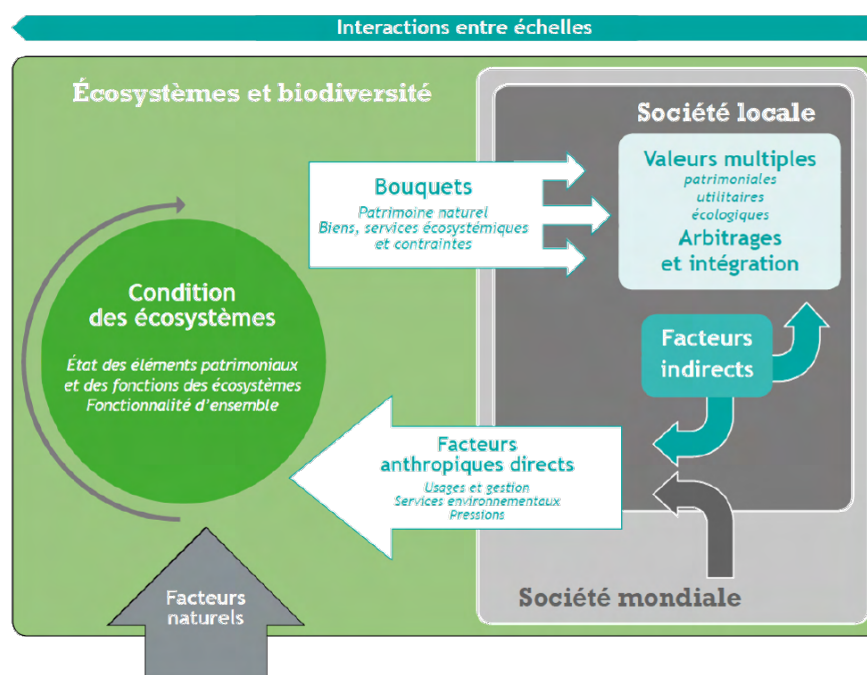 Interactions entre échelles
Écosystèmes et biodiversité
Société locale
Bouquets
Patrimoine naturel
Biens, services écosystémiques
et contraintes
Valeurs multiples
patrimoniales
utilitaires
écologiques
Arbitrages
et intégration
Condition
des écosystèmes
État des éléments patrimoniaux
et des fonctions des écosystèmes
Fonctionnalité d'ensemble
Facteurs
indirects
Facteurs
anthropiques directs
Usages et gestion
Services environnementaux
Pressions
Facteurs
naturels
Société mondiale